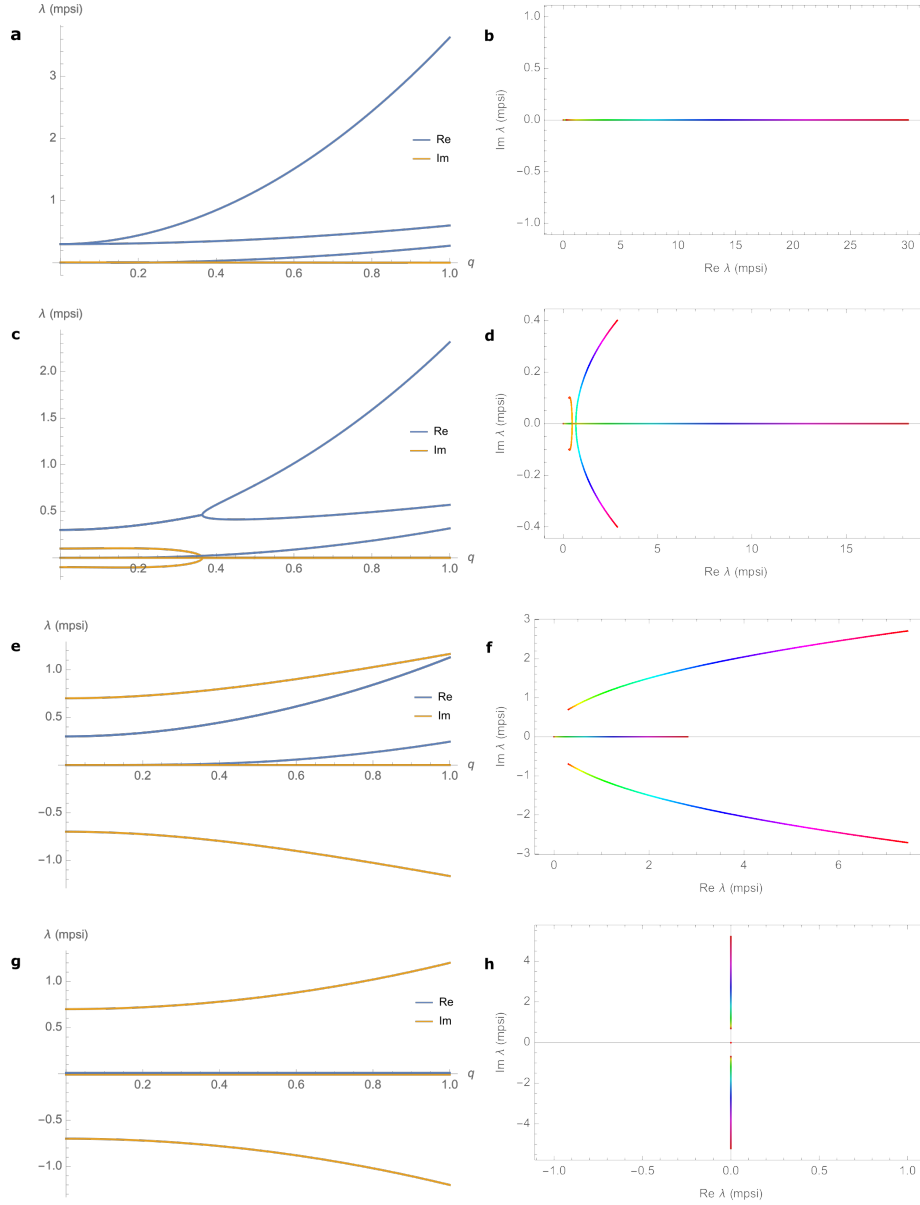 a
λ (mpsi)
3
2
1
0.2 0.4 0.6 0.8 1.0 q
Re
Im
b
1.0
0.5
0.0
−0.5
−1.0
0 5 10 15 20 25 30
Im λ (mpsi)
Re λ (mpsi)
c
λ (mpsi)
2.0
1.5
1.0
0.5
0.2 0.4 0.6 0.8 1.0 q
Re
Im
d
0.4
0.2
0.0
−0.2
−0.4
0 5 10 15
Im λ (mpsi)
Re λ (mpsi)
e
λ (mpsi)
1.0
0.5
0.2 0.4 0.6 0.8 1.0 q
−0.5
−1.0
Re
Im
f
3
2
1
0
−1
−2
−3
0 2 4 6
Im λ (mpsi)
Re λ (mpsi)
g
λ (mpsi)
1.0
0.5
0.2 0.4 0.6 0.8 1.0 q
−0.5
−1.0
Re
Im
h
4
2
0
−2
−4
−1.0 −0.5 0.0 0.5 1.0
Im λ (mpsi)
Re λ (mpsi)